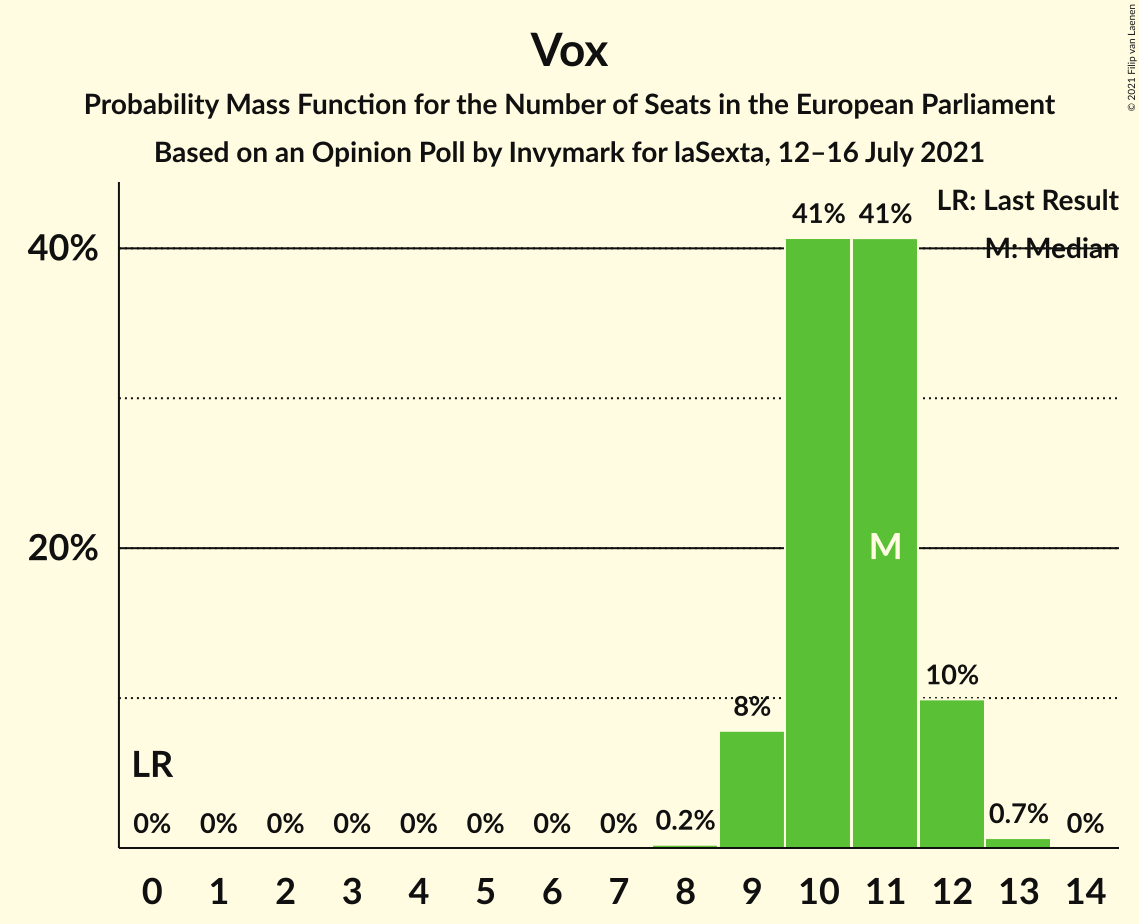 Vox
Probability Mass Function for the Number of Seats in the European Parliament
Based on an Opinion Poll by Invymark for laSexta, 12–16 July 2021
© 2021 Filip van Laenen
LR: Last Result
M: Median
40%
20%
41% 41%
M
10%
8%
LR
0% 0% 0% 0% 0% 0% 0% 0% 0.2% 0.7% 0%
0 1 2 3 4 5 6 7 8 9 10 11 12 13 14